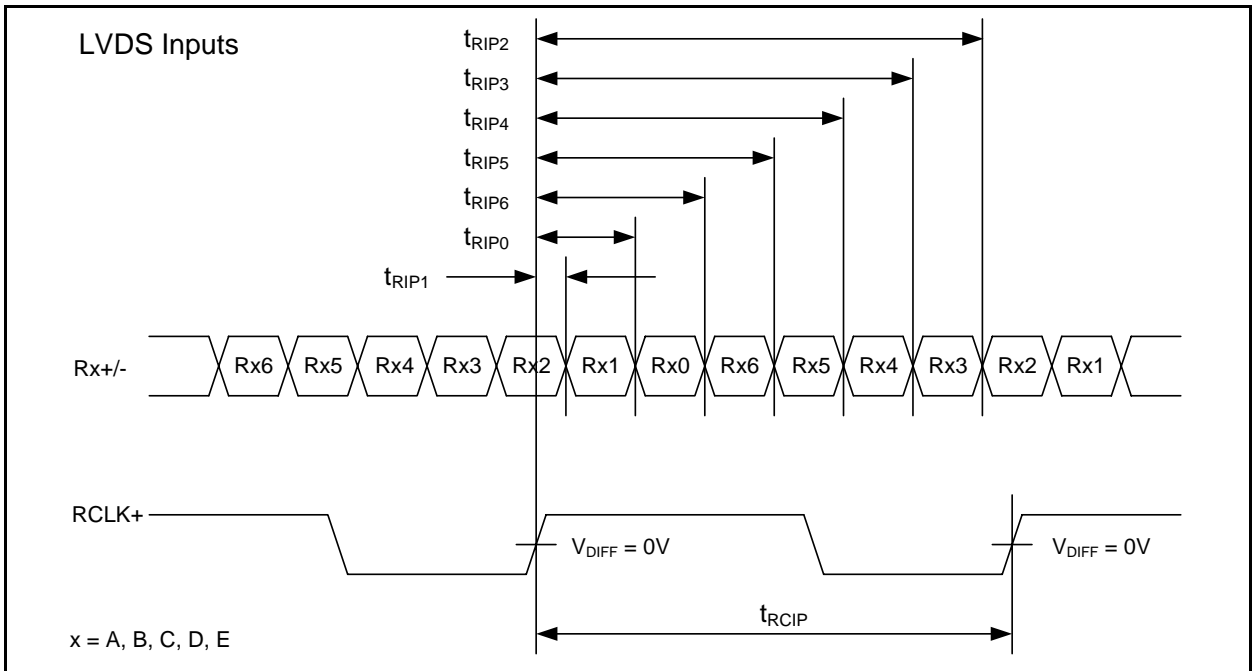 LVDS Inputs
tRIP2
tRIP3
tRIP4
tRIP5
tRIP6
tRIP0
tRIP1
Rx+/- Rx6 Rx5 Rx4 Rx3 Rx2 Rx1 Rx0 Rx6 Rx5 Rx4 Rx3 Rx2 Rx1
RCLK+
VDIFF = 0V VDIFF = 0V
tRCIP
x = A, B, C, D, E